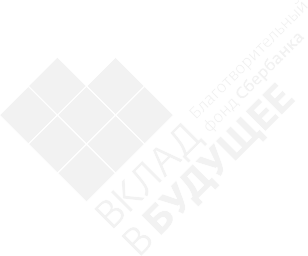 Благотворительный
фонд Сбербанка
ВКЛАД
В БУДУЩЕЕ